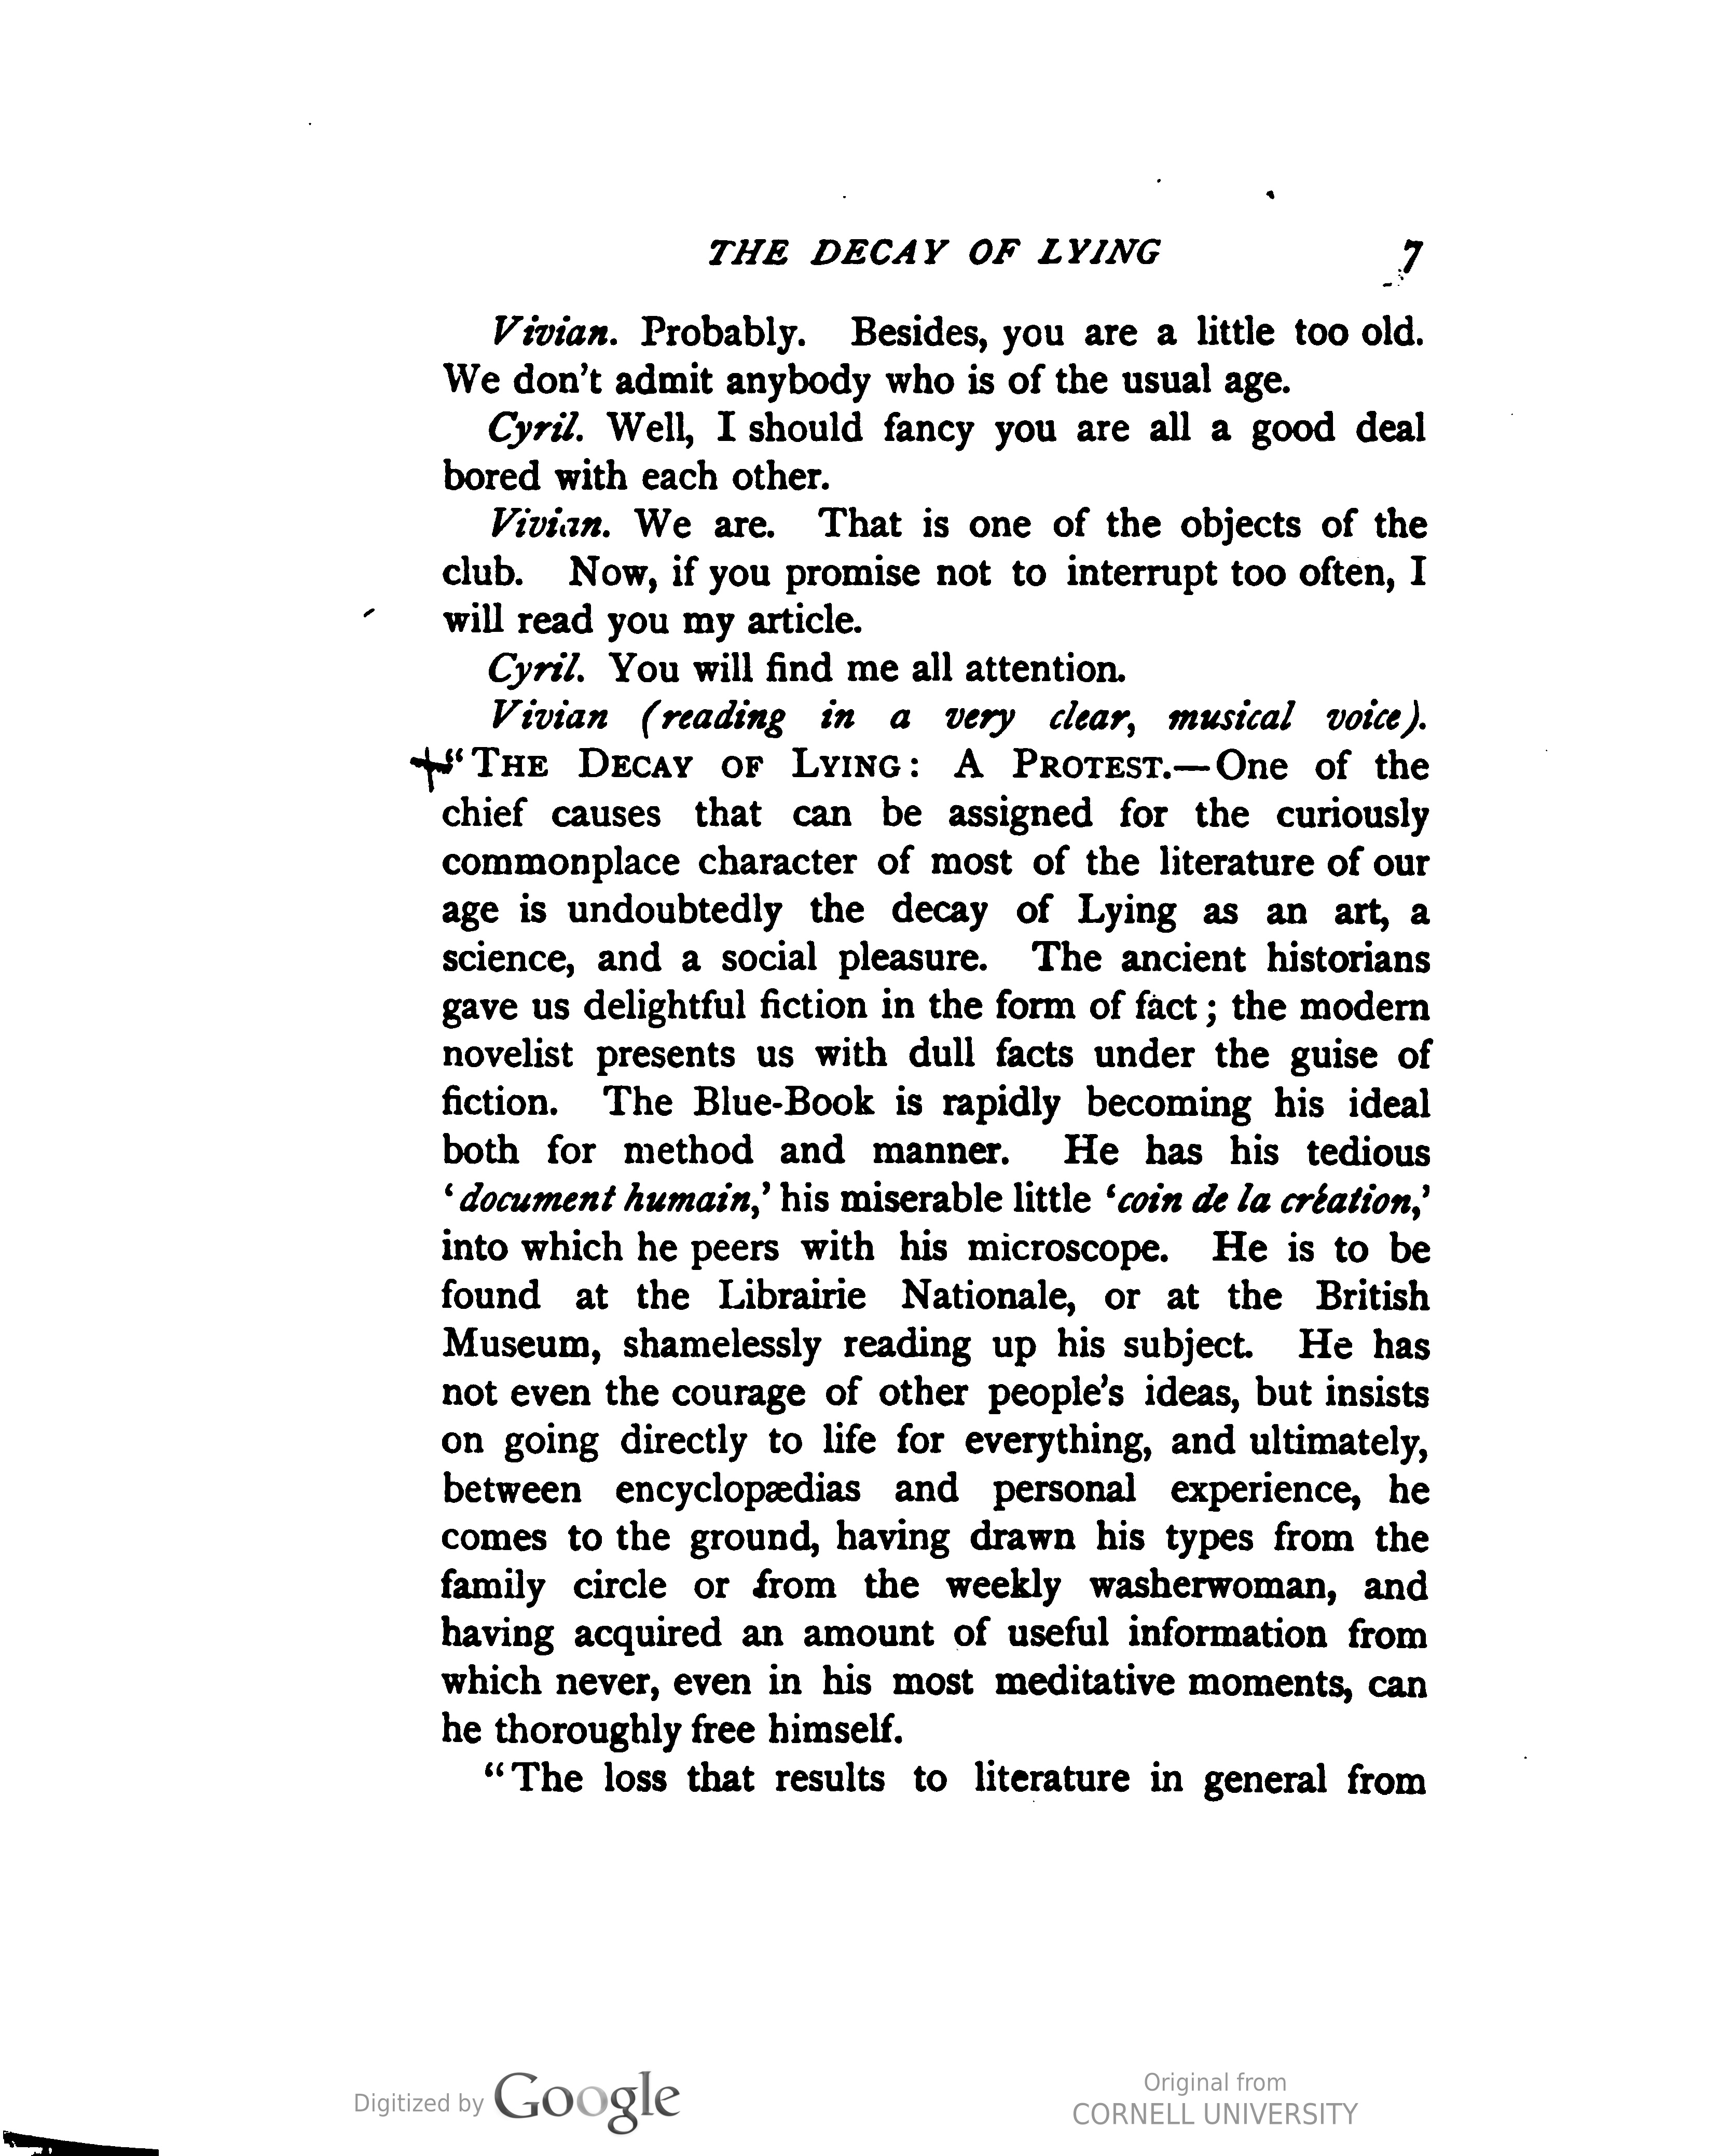 THE DECAY OF LYING 7
Vivian. Probably. Besides, you are a little too old.
We don't admit anybody who is of the usual age.
Cyril. Well, I should fancy you are all a good deal
bored with each other.
Vivian. We are. That is one of the objects of the
club. Now, if you promise not to interrupt too often, I
will read you my article.
Cyril. You will find me all attention.
Vivian (reading in a very clear, musical voice).
"THE DECAY OF LYING: A PROTEST.—One of the
chief causes that can be assigned for the curiously
commonplace character of most of the literature of our
age is undoubtedly the decay of Lying as an art, a
science, and a social pleasure. The ancient historians
gave us delightful fiction in the form of fact; the modern
novelist presents us with dull facts under the guise of
fiction. The Blue-Book is rapidly becoming his ideal
both for method and manner. He has his tedious
'document humain,' his miserable little 'coin de la création,'
into which he peers with his microscope. He is to be
found at the Librairie Nationale, or at the British
Museum, shamelessly reading up his subject. He has
not even the courage of other people's ideas, but insists
on going directly to life for everything, and ultimately,
between encyclopædias and personal experience, he
comes to the ground, having drawn his types from the
family circle or from the weekly washerwoman, and
having acquired an amount of useful information from
which never, even in his most meditative moments, can
he thoroughly free himself.
"The loss that results to literature in general from
Digitized by Google
Original from
CORNELL UNIVERSITY